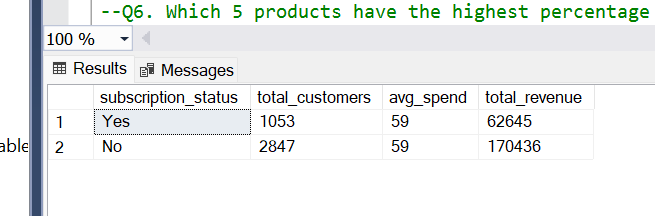 --Q6. Which 5 products have the highest percentage
100 %
Results Messages
subscription_status total_customers avg_spend total_revenue
able
1 Yes 1053 59 62645
2 No 2847 59 170436